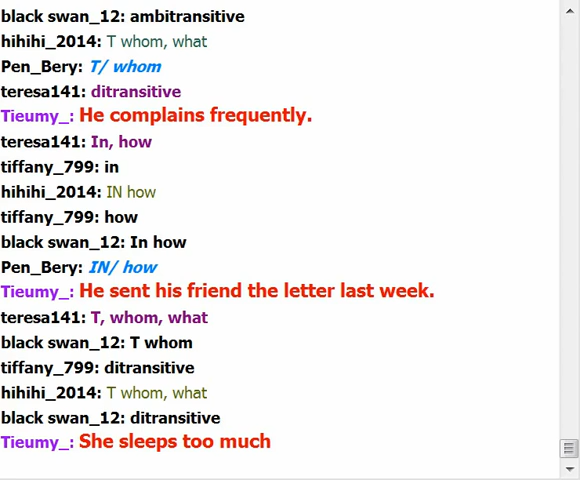 black swan_12: ambitransitive
hihihi_2014: T whom, what
Pen_Bery: T/ whom
teresa141: ditransitive
Tieumy_: He complains frequently.
teresa141: In, how
tiffany_799: in
hihihi_2014: IN how
tiffany_799: how
black swan_12: In how
Pen_Bery: IN/ how
Tieumy_: He sent his friend the letter last week.
teresa141: T, whom, what
black swan_12: T whom
tiffany_799: ditransitive
hihihi_2014: T whom, what
black swan_12: ditransitive
Tieumy_: She sleeps too much